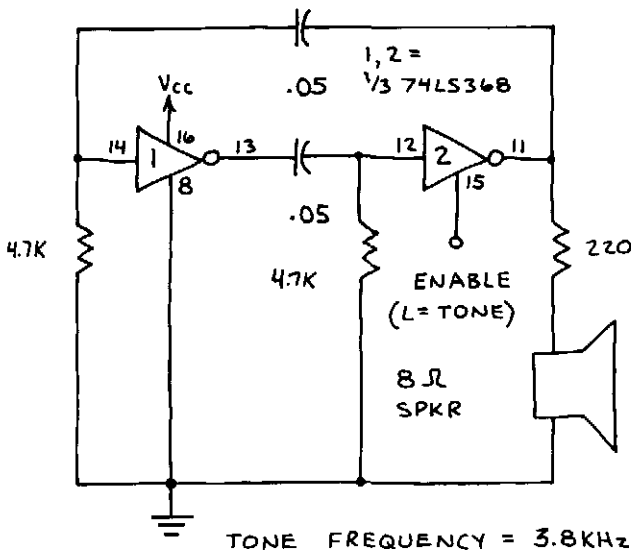 .05
1, 2 =
1/3 74LS368
Vcc
14
1
16
8
13
.05
12
2
15
11
4.7K
4.7K
ENABLE
(L= TONE)
220
8 Ω
SPKR
TONE FREQUENCY = 3.8KHz